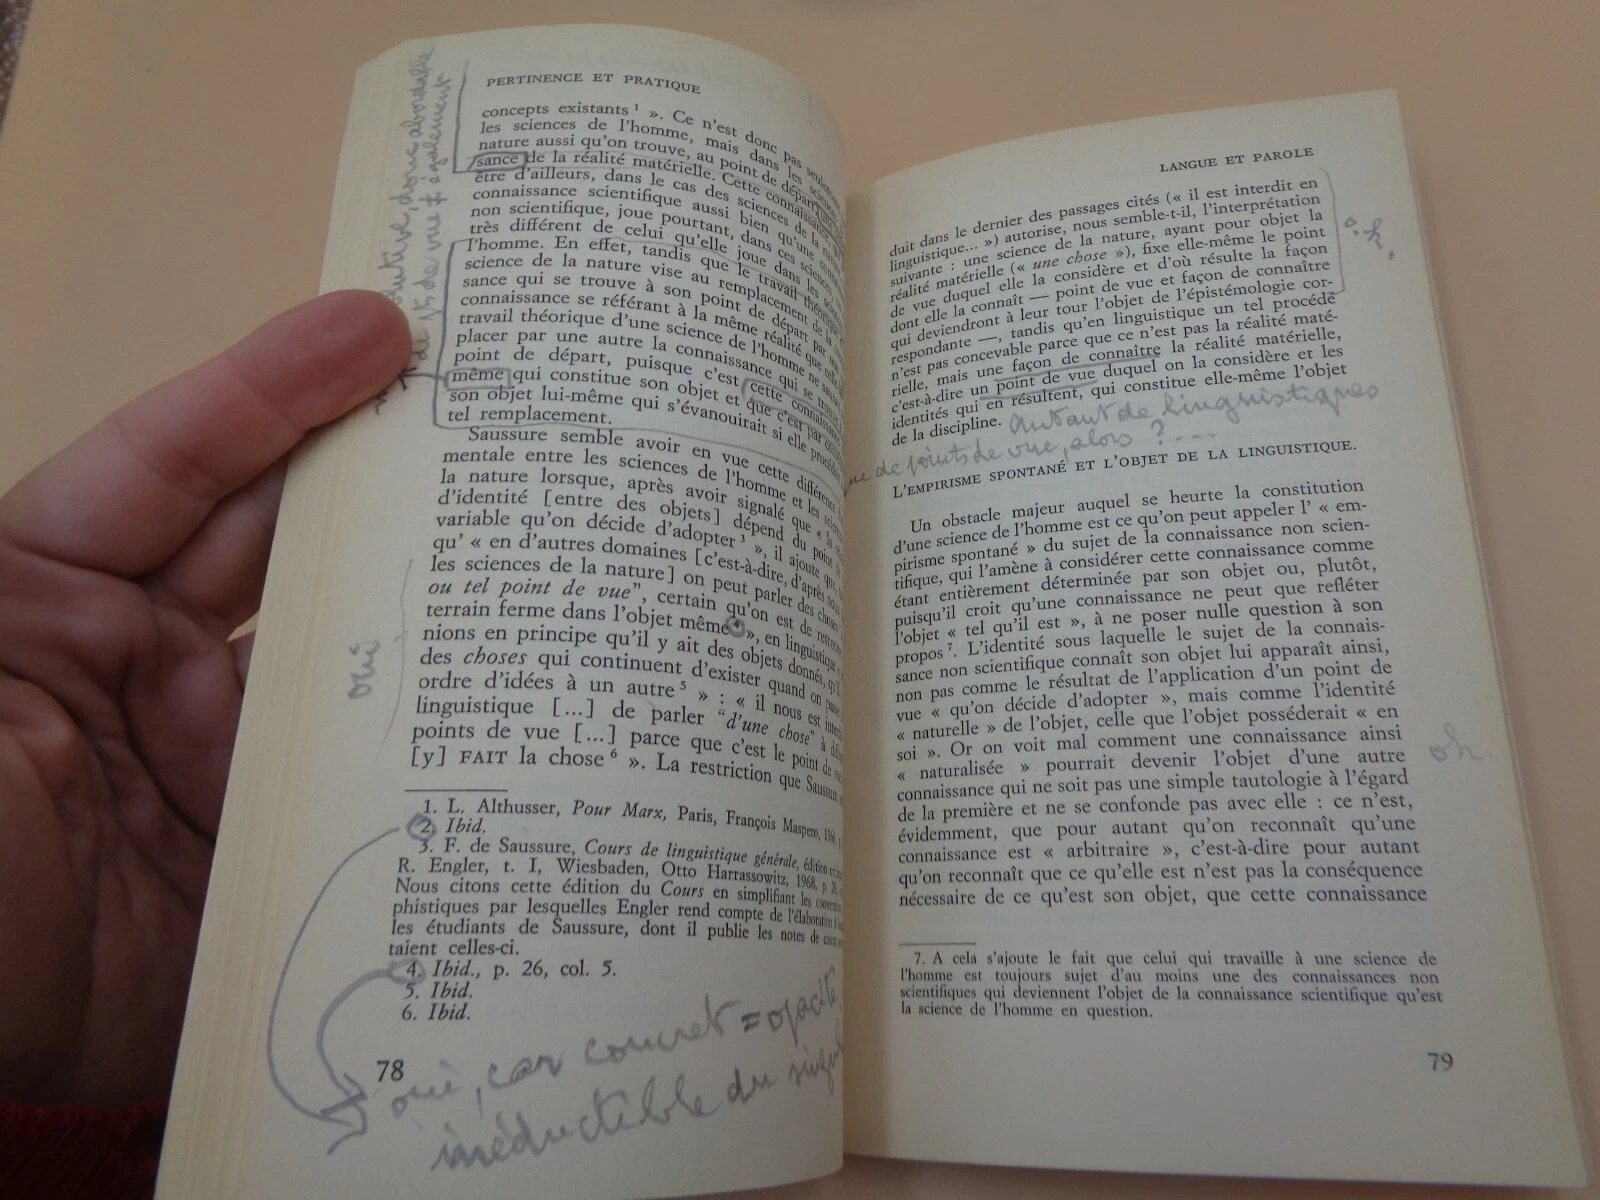 PERTINENCE ET PRATIQUE
concepts existants ¹ ». Ce n'est donc pas
les sciences de l'homme, mais dans les
nature aussi qu'on trouve, au point de départ
sance de la réalité matérielle. Cette connaissance
être d'ailleurs, dans le cas des sciences de la
connaissance scientifique aussi bien qu'une
non scientifique, joue pourtant, dans ces sciences
très différent de celui qu'elle joue dans les
l'homme. En effet, tandis que le travail
science de la nature vise au remplacement de la
sance qui se trouve à son point de départ par
connaissance se référant à la même réalité que
travail théorique d'une science de l'homme ne
placer par une autre la connaissance qui se
point de départ, puisque c'est cette connaissance
même qui constitue son objet et que c'est par
son objet lui-même qui s'évanouirait si elle
tel remplacement.
Saussure semble avoir en vue cette différence
mentale entre les sciences de l'homme et les
la nature lorsque, après avoir signalé que « la
d'identité [entre des objets] dépend du point
variable qu'on décide d'adopter ³ », il ajoute que
qu' « en d'autres domaines [c'est-à-dire, d'après
les sciences de la nature] on peut parler des choses
ou tel point de vue", certain qu'on est de
terrain ferme dans l'objet même ⁴ », en linguistique
nions en principe qu'il y ait des objets donnés,
des choses qui continuent d'exister quand on passe
ordre d'idées à un autre ⁵ » : « il nous est
linguistique [...] de parler "d'une chose" à
points de vue [...] parce que c'est le point de
[y] FAIT la chose ⁶ ». La restriction que Saussure
1. L. Althusser, Pour Marx, Paris, François Maspero,
2. Ibid.
3. F. de Saussure, Cours de linguistique générale, édition
R. Engler, t. I, Wiesbaden, Otto Harrassowitz, 1968, p. 26,
Nous citons cette édition du Cours en simplifiant les
phistiques par lesquelles Engler rend compte de l'élaboration
les étudiants de Saussure, dont il publie les notes de cours
taient celles-ci.
4. Ibid., p. 26, col. 5.
5. Ibid.
6. Ibid.
78
oui
oui, car concret = opacité
irréductible du
LANGUE ET PAROLE
duit dans le dernier des passages cités (« il est interdit en
linguistique... ») autorise, nous semble-t-il, l'interprétation
suivante : une science de la nature, ayant pour objet la
réalité matérielle (« une chose »), fixe elle-même le point
de vue duquel elle la considère et d'où résulte la façon
dont elle la connaît — point de vue et façon de connaître
qui deviendront à leur tour l'objet de l'épistémologie cor-
respondante —, tandis qu'en linguistique un tel procédé
n'est pas concevable parce que ce n'est pas la réalité maté-
rielle, mais une façon de connaître la réalité matérielle,
c'est-à-dire un point de vue duquel on la considère et les
identités qui en résultent, qui constitue elle-même l'objet
de la discipline. Autant de linguistiques
que de points de vue, alors ? ...
L'EMPIRISME SPONTANÉ ET L'OBJET DE LA LINGUISTIQUE.
Un obstacle majeur auquel se heurte la constitution
d'une science de l'homme est ce qu'on peut appeler l' « em-
pirisme spontané » du sujet de la connaissance non scien-
tifique, qui l'amène à considérer cette connaissance comme
étant entièrement déterminée par son objet ou, plutôt,
puisqu'il croit qu'une connaissance ne peut que refléter
l'objet « tel qu'il est », à ne poser nulle question à son
propos ⁷. L'identité sous laquelle le sujet de la connais-
sance non scientifique connaît son objet lui apparaît ainsi,
non pas comme le résultat de l'application d'un point de
vue « qu'on décide d'adopter », mais comme l'identité
« naturelle » de l'objet, celle que l'objet posséderait « en
soi ». Or on voit mal comment une connaissance ainsi
« naturalisée » pourrait devenir l'objet d'une autre
connaissance qui ne soit pas une simple tautologie à l'égard
de la première et ne se confonde pas avec elle : ce n'est,
évidemment, que pour autant qu'on reconnaît qu'une
connaissance est « arbitraire », c'est-à-dire pour autant
qu'on reconnaît que ce qu'elle est n'est pas la conséquence
nécessaire de ce qu'est son objet, que cette connaissance
7. A cela s'ajoute le fait que celui qui travaille à une science de
l'homme est toujours sujet d'au moins une des connaissances non
scientifiques qui deviennent l'objet de la connaissance scientifique qu'est
la science de l'homme en question.
79